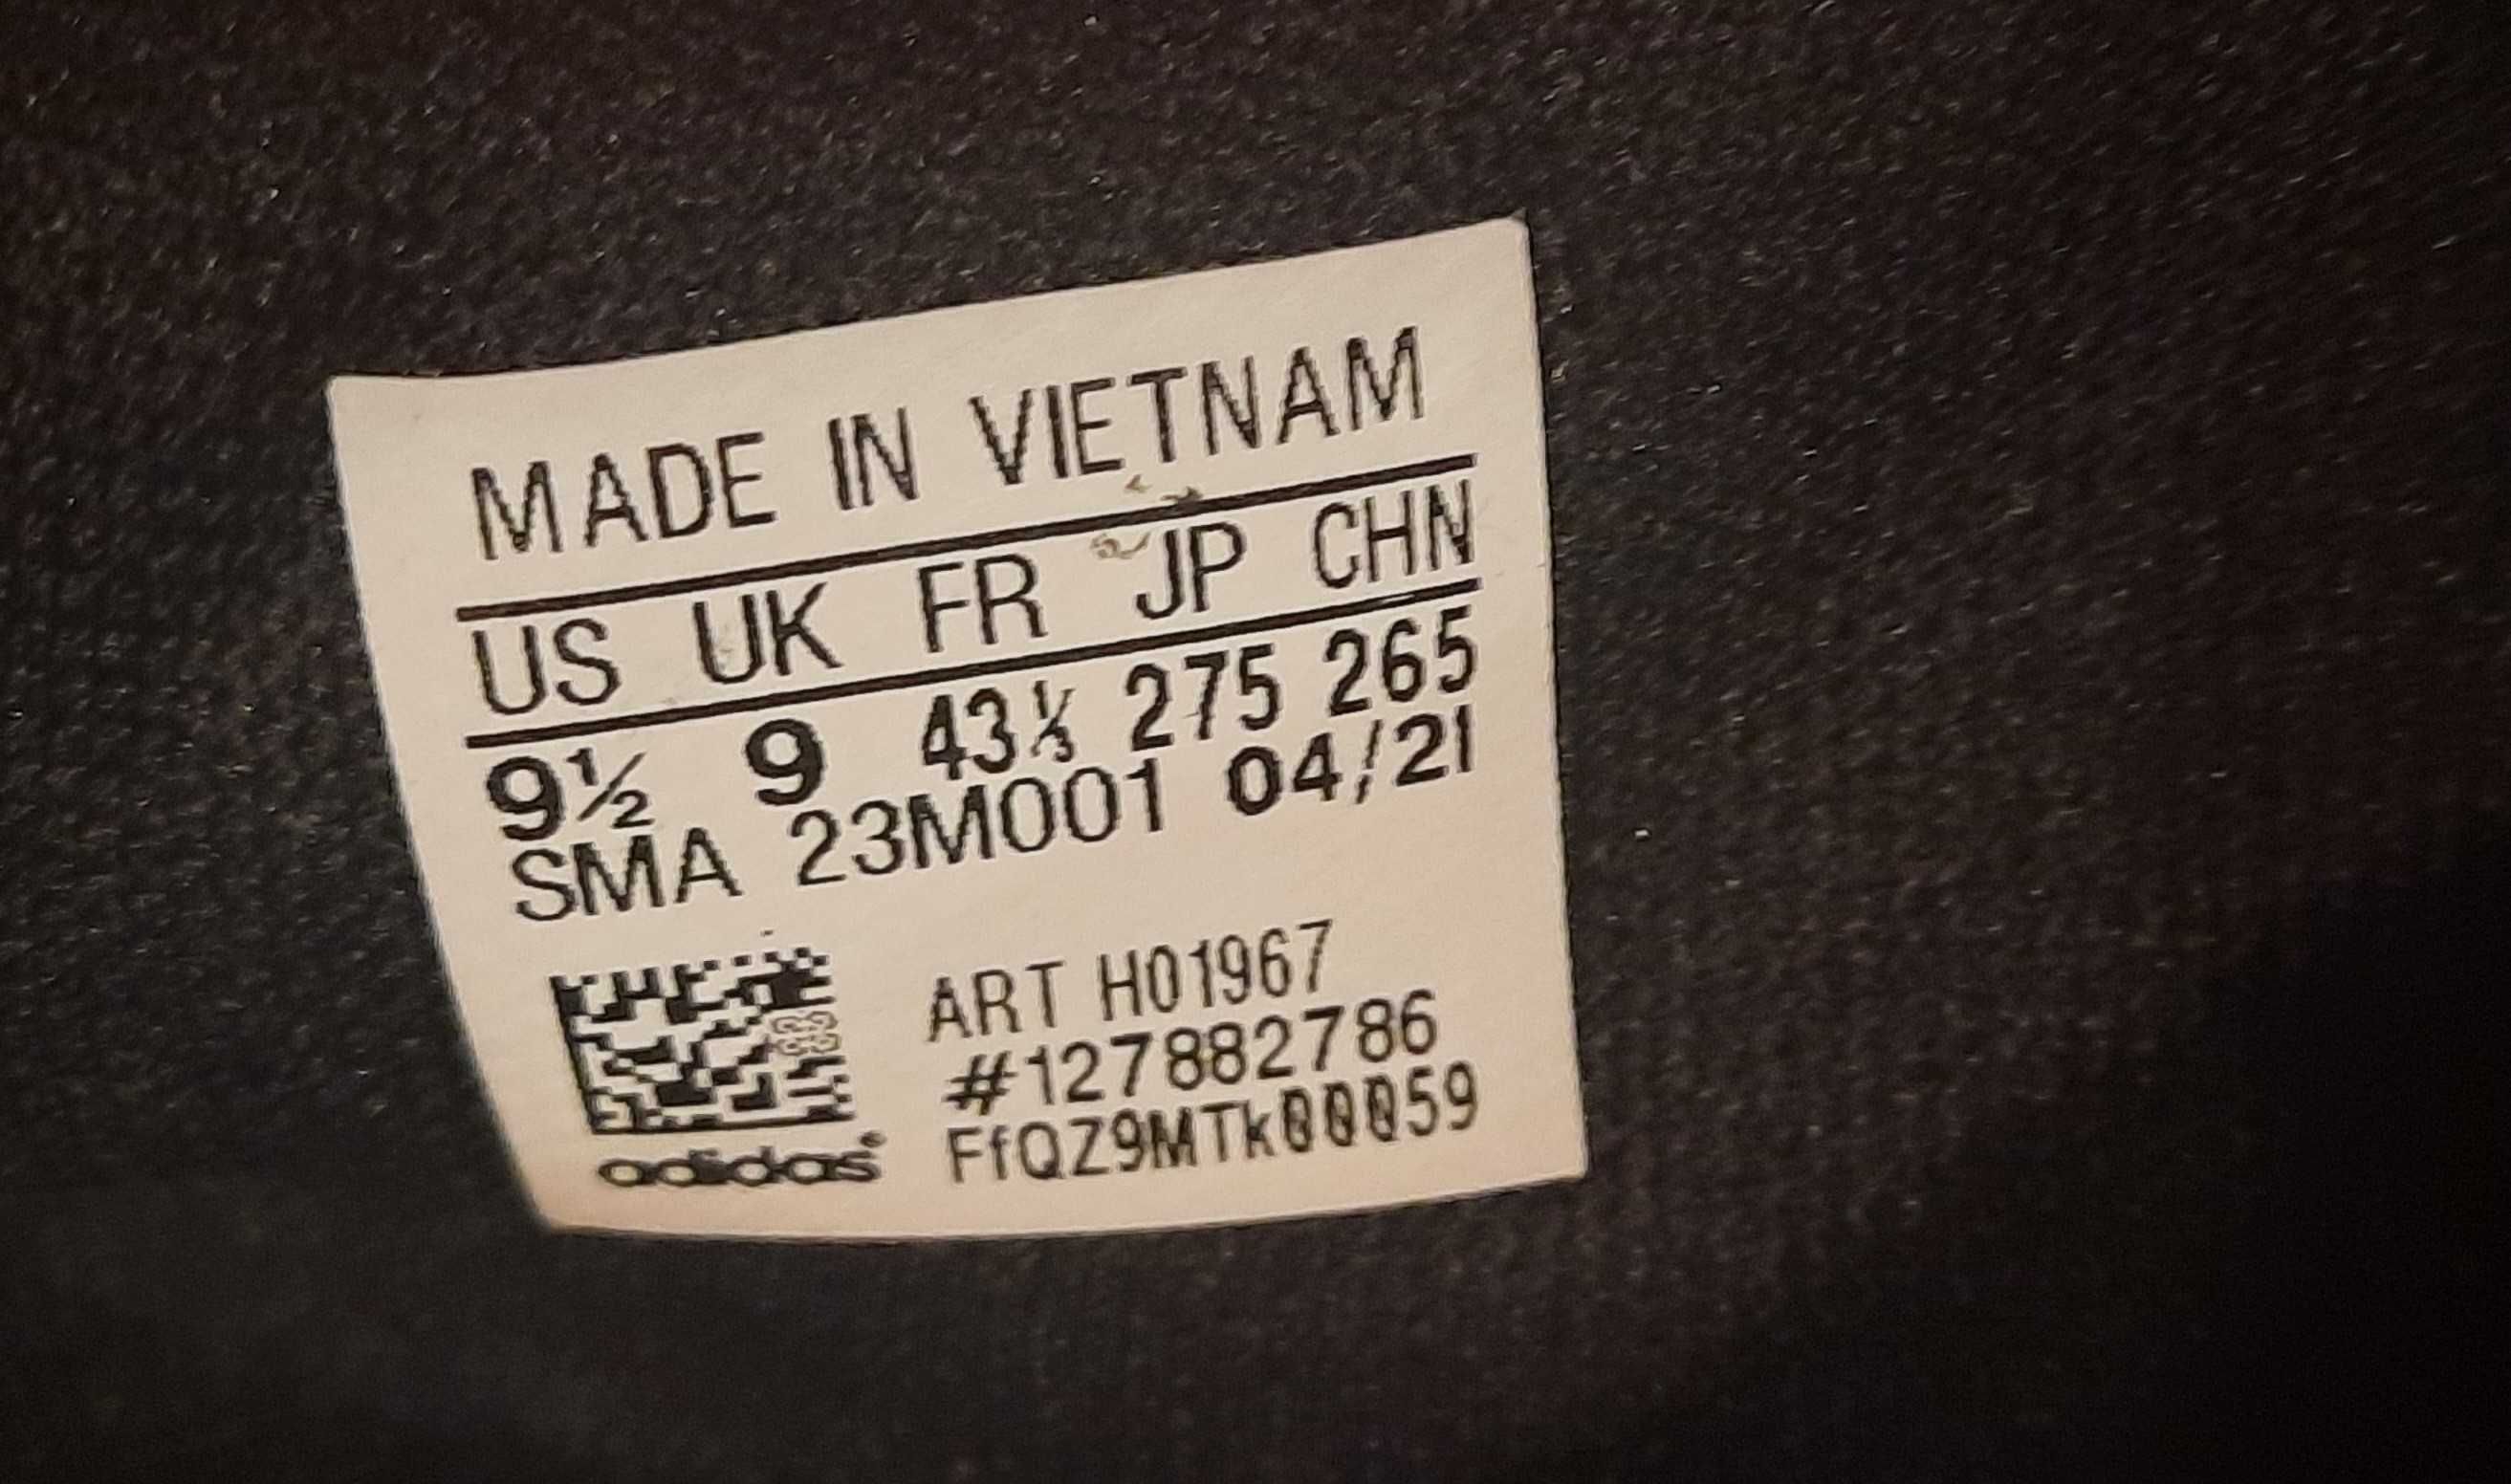 MADE IN VIETNAM
US UK FR JP CHN
9½ 9 43⅓ 275 265
SMA 23M001 04/21
ART H01967
#127882786
FfQZ9MTk00059
adidas®